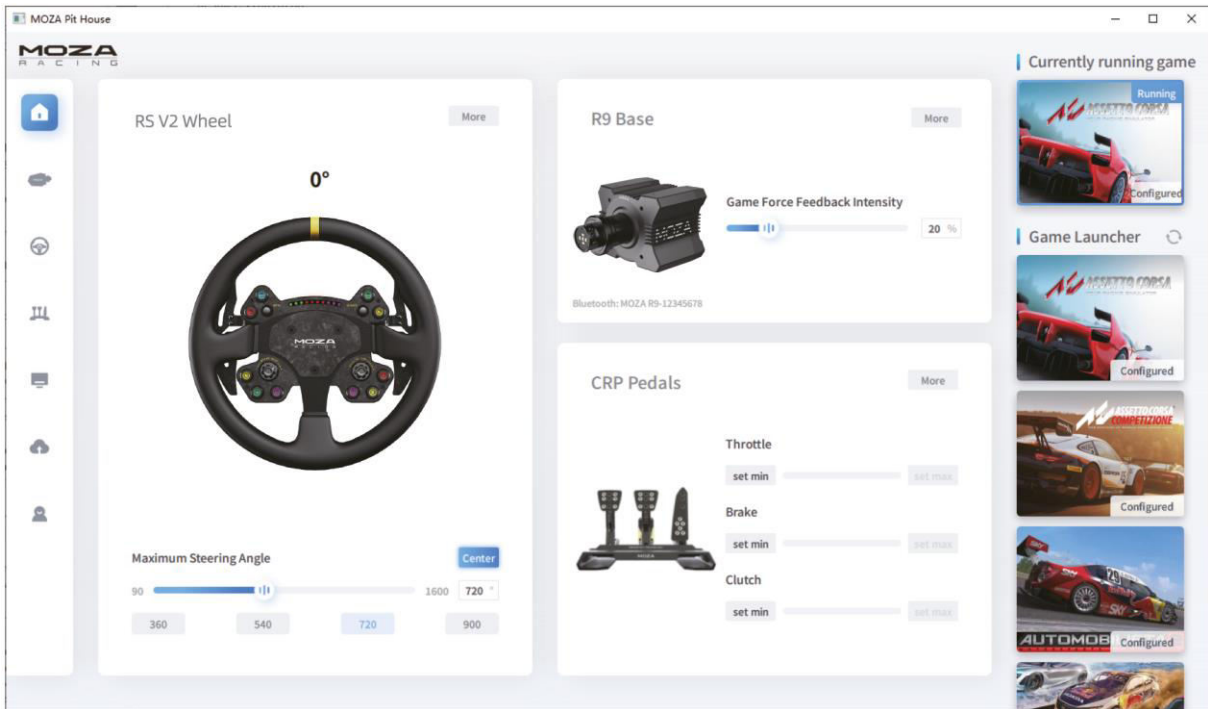 MOZA Pit House
MOZA
RACING
RS V2 Wheel
More
0°
MOZA
Maximum Steering Angle
Center
90
1600
720 °
360
540
720
900
R9 Base
More
MOZA
Game Force Feedback Intensity
20 %
Bluetooth: MOZA R9-12345678
CRP Pedals
More
MOZA
Throttle
set min
set max
Brake
set min
set max
Clutch
set min
set max
Currently running game
Running
ASSETTO CORSA
Configured
Game Launcher
ASSETTO CORSA
Configured
ASSETTO CORSA
COMPETIZIONE
Configured
SKY
29
SKY
AUTOMOB
Configured